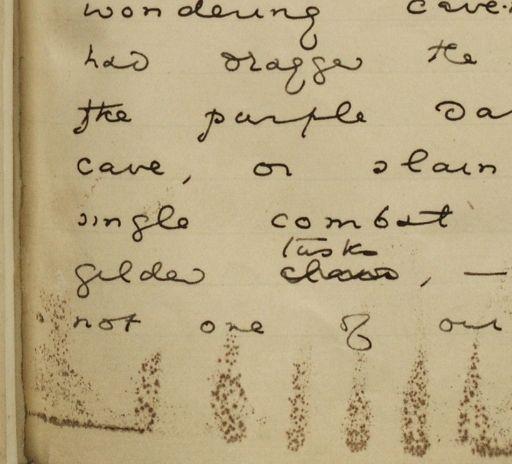 wondering cave-
had dragged the
the purple da
cave, or slain
single combat
tusks
gilded claws, —
not one of our